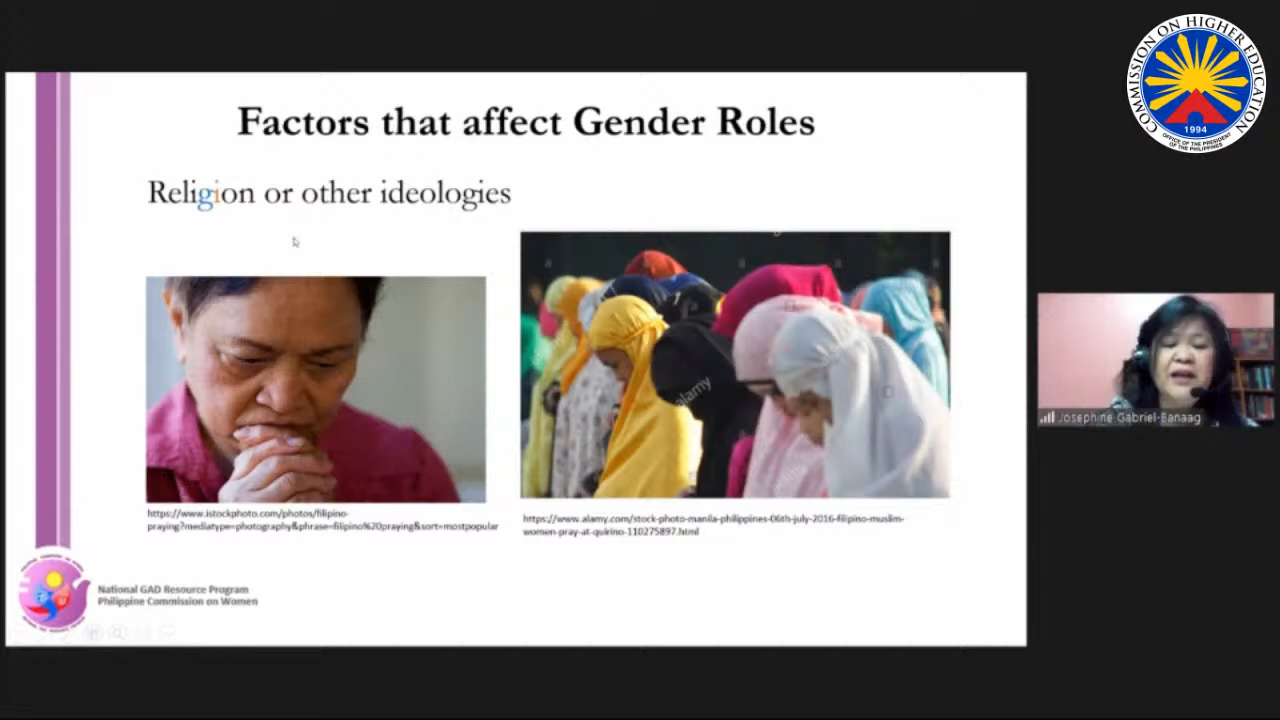 Factors that affect Gender Roles
Religion or other ideologies
alamy
https://www.istockphoto.com/photos/filipino-
praying?mediatype=photography&phrase=filipino%20praying&sort=mostpopular
https://www.alamy.com/stock-photo-manila-philippines-06th-july-2016-filipino-muslim-
women-pray-at-quirino-110275897.html
National GAD Resource Program
Philippine Commission on Women
COMMISSION ON HIGHER EDUCATION
1994
OFFICE OF THE PRESIDENT
OF THE PHILIPPINES
Josephine Gabriel-Banaag